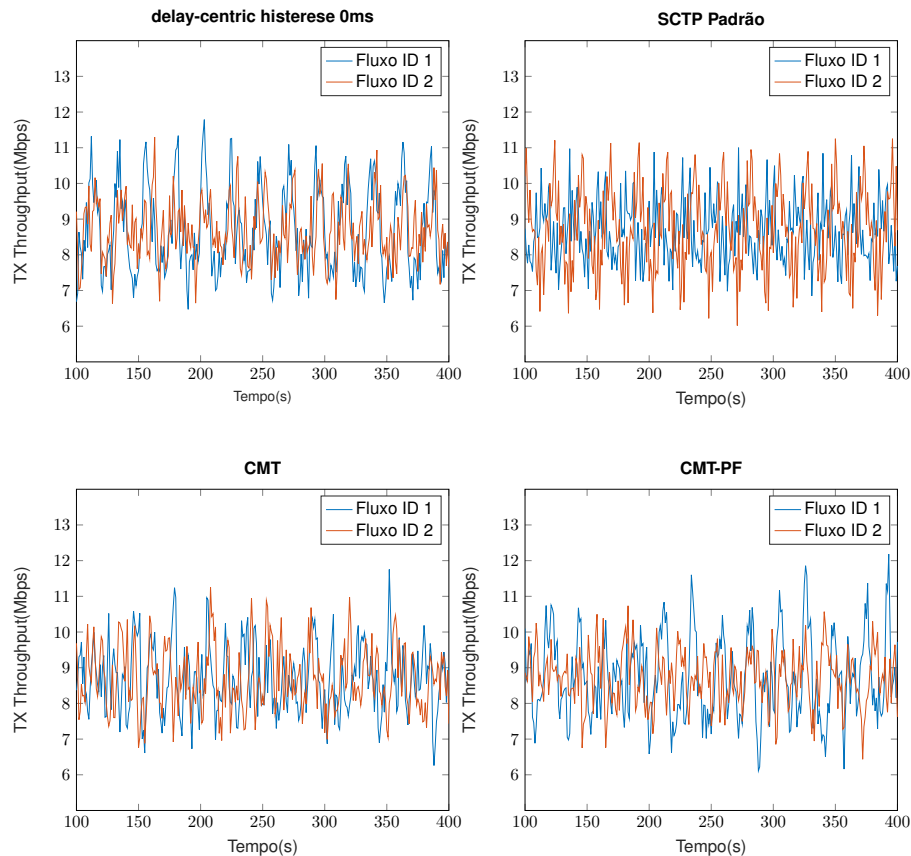 delay-centric histerese 0ms
TX Throughput(Mbps)
13
12
11
10
9
8
7
6
100 150 200 250 300 350 400
Tempo(s)
Fluxo ID 1
Fluxo ID 2
SCTP Padrão
TX Throughput(Mbps)
13
12
11
10
9
8
7
6
100 150 200 250 300 350 400
Tempo(s)
Fluxo ID 1
Fluxo ID 2
CMT
TX Throughput(Mbps)
13
12
11
10
9
8
7
6
100 150 200 250 300 350 400
Tempo(s)
Fluxo ID 1
Fluxo ID 2
CMT-PF
TX Throughput(Mbps)
13
12
11
10
9
8
7
6
100 150 200 250 300 350 400
Tempo(s)
Fluxo ID 1
Fluxo ID 2